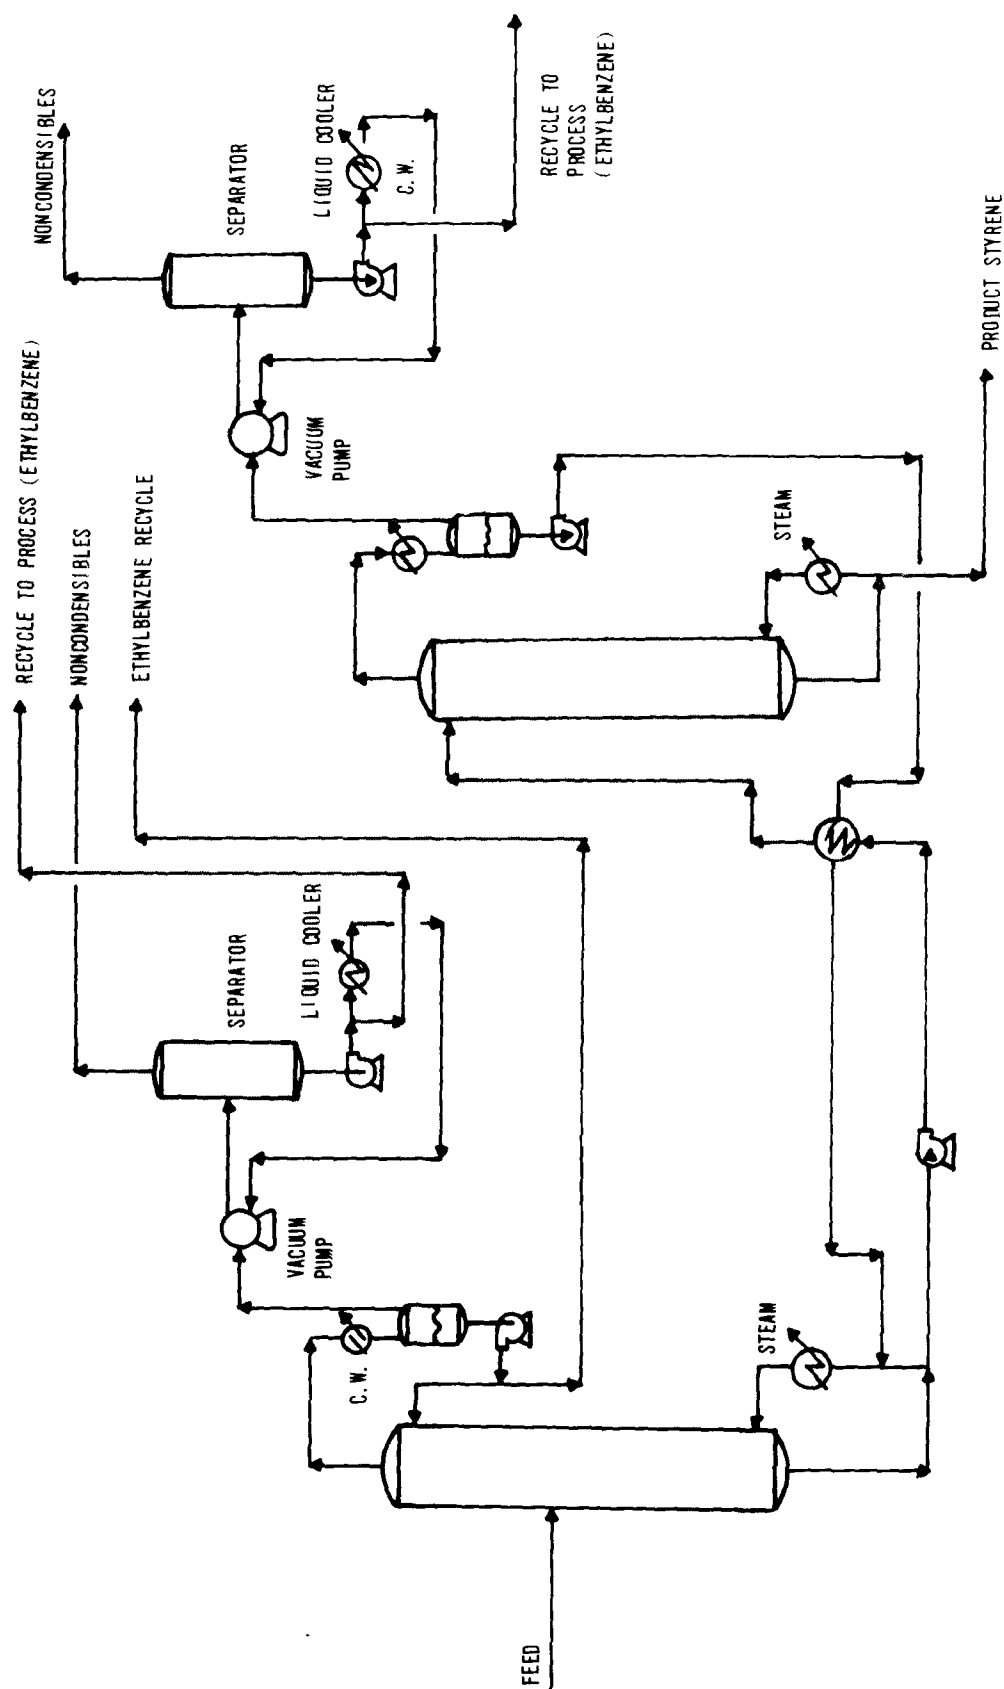 FEED
C. W.
STEAM
VACUUM
PUMP
SEPARATOR
LIQUID COOLER
RECYCLE TO PROCESS (ETHYLBENZENE)
NONCONDENSIBLES
ETHYLBENZENE RECYCLE
VACUUM
PUMP
STEAM
SEPARATOR
LIQUID COOLER
C. W.
NONCONDENSIBLES
RECYCLE TO
PROCESS
(ETHYLBENZENE)
PRODUCT STYRENE